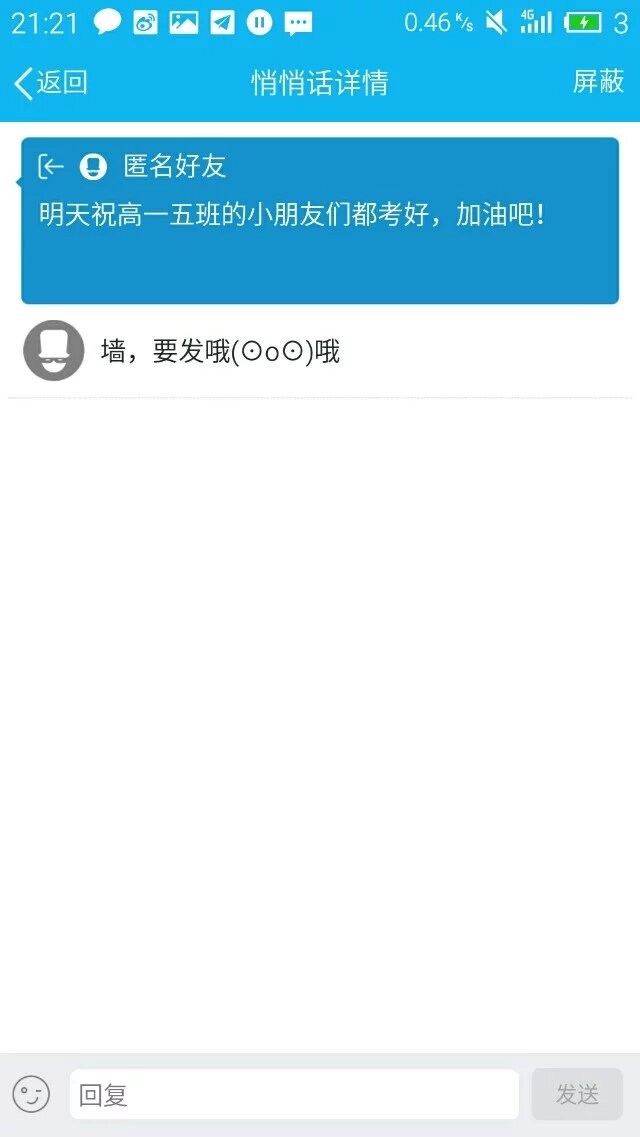 21:21 0.46 K/s 4G 3
返回 悄悄话详情 屏蔽
匿名好友
明天祝高一五班的小朋友们都考好，加油吧！
墙，要发哦(⊙o⊙)哦
回复 发送